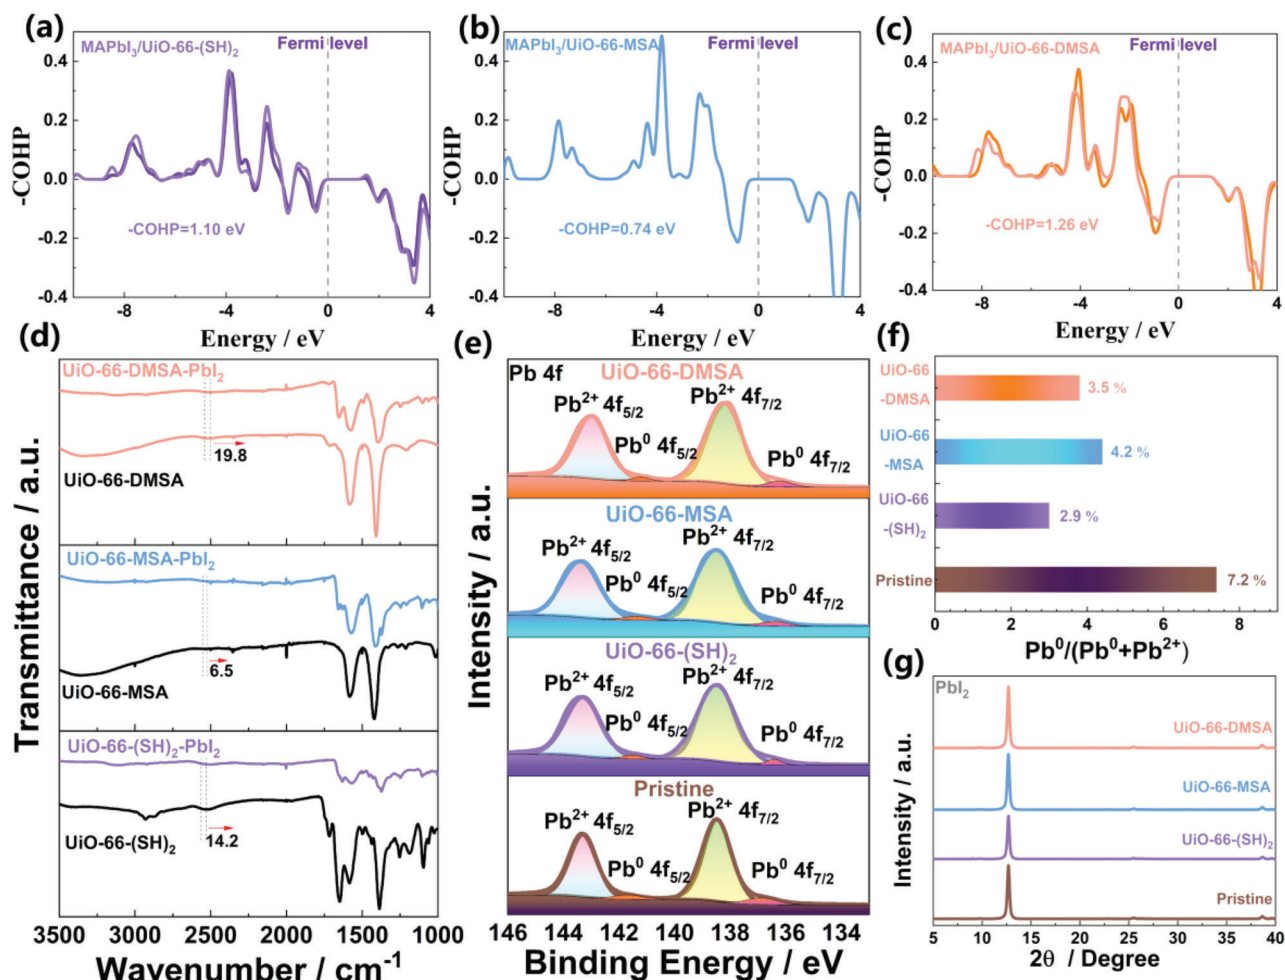 (a)
MAPbI3/UiO-66-(SH)2
Fermi level
0.4
0.2
0.0
-0.2
-0.4
-COHP
-COHP=1.10 eV
-8 -4 0 4
Energy / eV
(b)
MAPbI3/UiO-66-MSA
Fermi level
0.4
0.2
0.0
-0.2
-0.4
-COHP
-COHP=0.74 eV
-8 -4 0 4
Energy / eV
(c)
MAPbI3/UiO-66-DMSA
Fermi level
0.4
0.2
0.0
-0.2
-0.4
-COHP
-COHP=1.26 eV
-8 -4 0 4
Energy / eV
(d)
UiO-66-DMSA-PbI2
19.8
UiO-66-DMSA
UiO-66-MSA-PbI2
6.5
UiO-66-MSA
UiO-66-(SH)2-PbI2
14.2
UiO-66-(SH)2
Transmittance / a.u.
3500 3000 2500 2000 1500 1000
Wavenumber / cm-1
(e)
Pb 4f
UiO-66-DMSA
Pb2+ 4f5/2
Pb2+ 4f7/2
Pb0 4f5/2
Pb0 4f7/2
UiO-66-MSA
Pb2+ 4f5/2
Pb2+ 4f7/2
Pb0 4f5/2
Pb0 4f7/2
UiO-66-(SH)2
Pb2+ 4f5/2
Pb2+ 4f7/2
Pb0 4f5/2
Pb0 4f7/2
Pristine
Pb2+ 4f5/2
Pb2+ 4f7/2
Pb0 4f5/2
Pb0 4f7/2
Intensity / a.u.
146 144 142 140 138 136 134
Binding Energy / eV
(f)
UiO-66
-DMSA
3.5 %
UiO-66
-MSA
4.2 %
UiO-66
-(SH)2
2.9 %
Pristine
7.2 %
0 2 4 6 8
Pb0/(Pb0+Pb2+)
(g)
PbI2
UiO-66-DMSA
UiO-66-MSA
UiO-66-(SH)2
Pristine
Intensity / a.u.
5 10 15 20 25 30 35 40
2θ / Degree